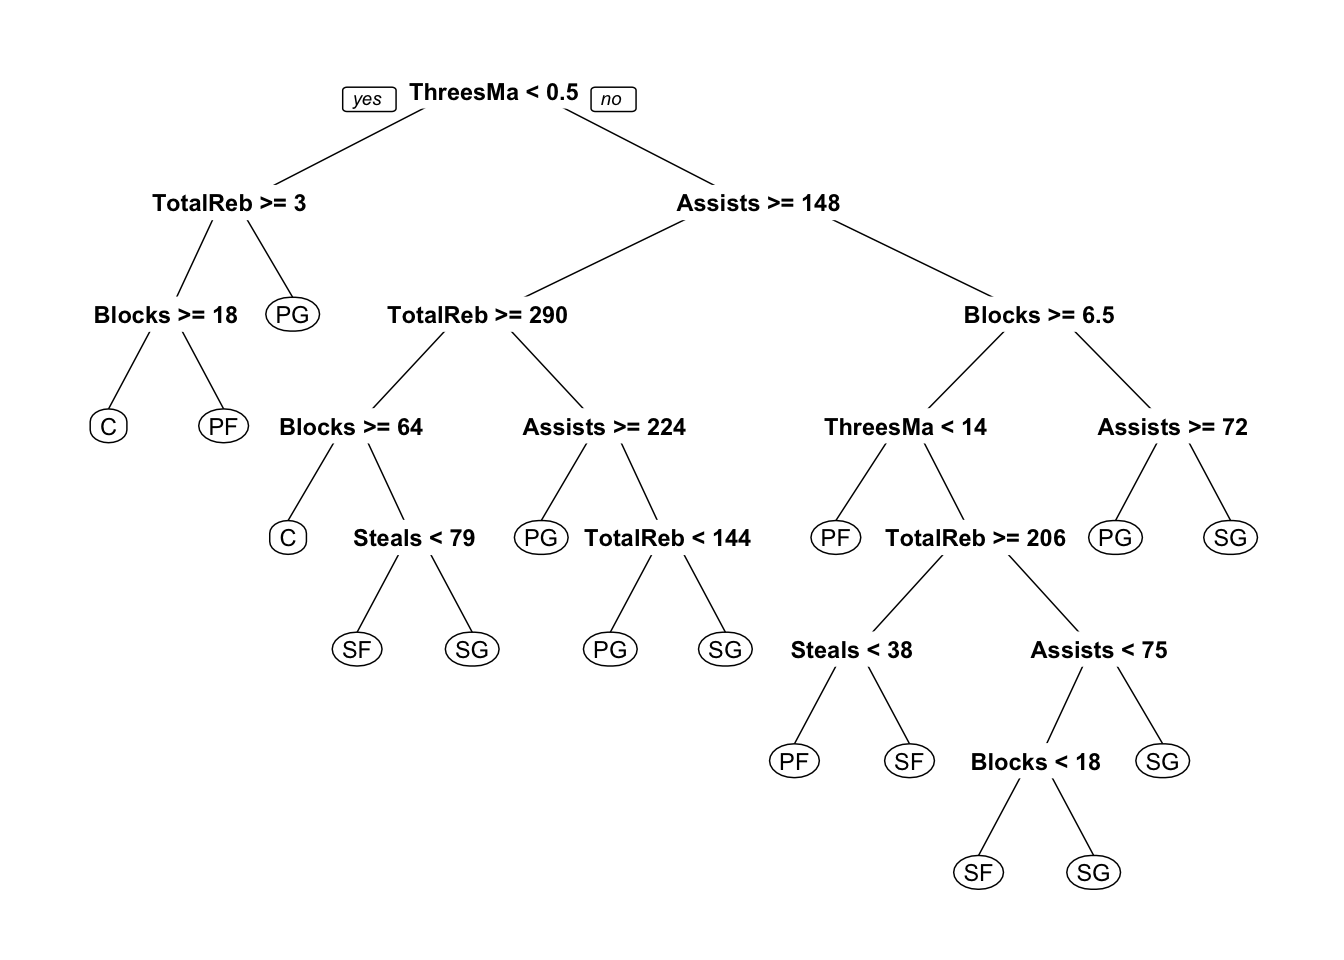 yes ThreesMa < 0.5 no
TotalReb >= 3 Assists >= 148
Blocks >= 18 PG TotalReb >= 290 Blocks >= 6.5
C PF Blocks >= 64 Assists >= 224 ThreesMa < 14 Assists >= 72
C Steals < 79 PG TotalReb < 144 PF TotalReb >= 206 PG SG
SF SG PG SG Steals < 38 Assists < 75
PF SF Blocks < 18 SG
SF SG